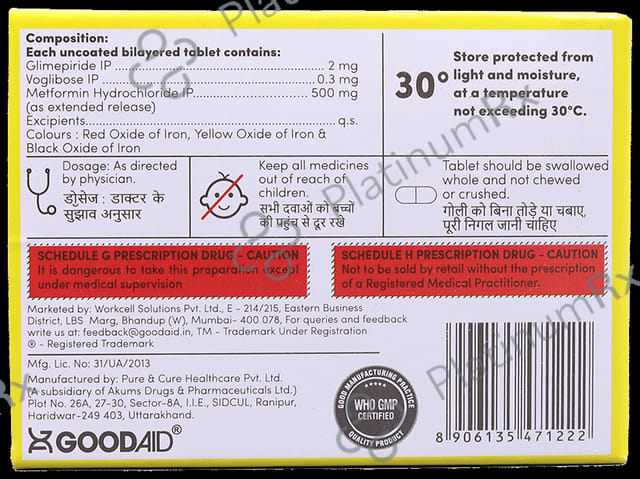 Composition:
Each uncoated bilayered tablet contains:
Glimepiride IP......................................................2 mg
Voglibose IP.......................................................0.3 mg
Metformin Hydrochloride IP..........................500 mg
(as extended release)
Excipients..............................................................q.s.
Colours : Red Oxide of Iron, Yellow Oxide of Iron &
Black Oxide of Iron
30°
Store protected from
light and moisture,
at a temperature
not exceeding 30°C.
Dosage: As directed
by physician.
डोसेज : डाक्टर के
सुझाव अनुसार
Keep all medicines
out of reach of
children.
सभी दवाओं को बच्चों
की पहुंच से दूर रखे
Tablet should be swallowed
whole and not chewed
or crushed.
गोली को बिना तोड़े या चबाए,
पूरी निगल जानी चाहिए
SCHEDULE G PRESCRIPTION DRUG - CAUTION
It is dangerous to take this preparation except
under medical supervision
SCHEDULE H PRESCRIPTION DRUG - CAUTION
Not to be sold by retail without the prescription
of a Registered Medical Practitioner.
Marketed by: Workcell Solutions Pvt. Ltd., E - 214/215, Eastern Business
District, LBS Marg, Bhandup (W), Mumbai- 400 078, For queries and feedback
write us at: feedback@goodaid.in, TM - Trademark Under Registration
® - Registered Trademark
Mfg. Lic. No: 31/UA/2013
Manufactured by: Pure & Cure Healthcare Pvt. Ltd.
(A susidiary of Akums Drugs & Pharmaceuticals Ltd.)
Plot No. 26A, 27-30, Sector-8A, I.I.E., SIDCUL, Ranipur,
Haridwar-249 403, Uttarakhand.
GOODAID®
GOOD MANUFACTURING PRACTICE
WHO GMP
CERTIFIED
QUALITY PRODUCT
8 906135 471222
PlatinumRx
PlatinumRx
PlatinumRx
Rx